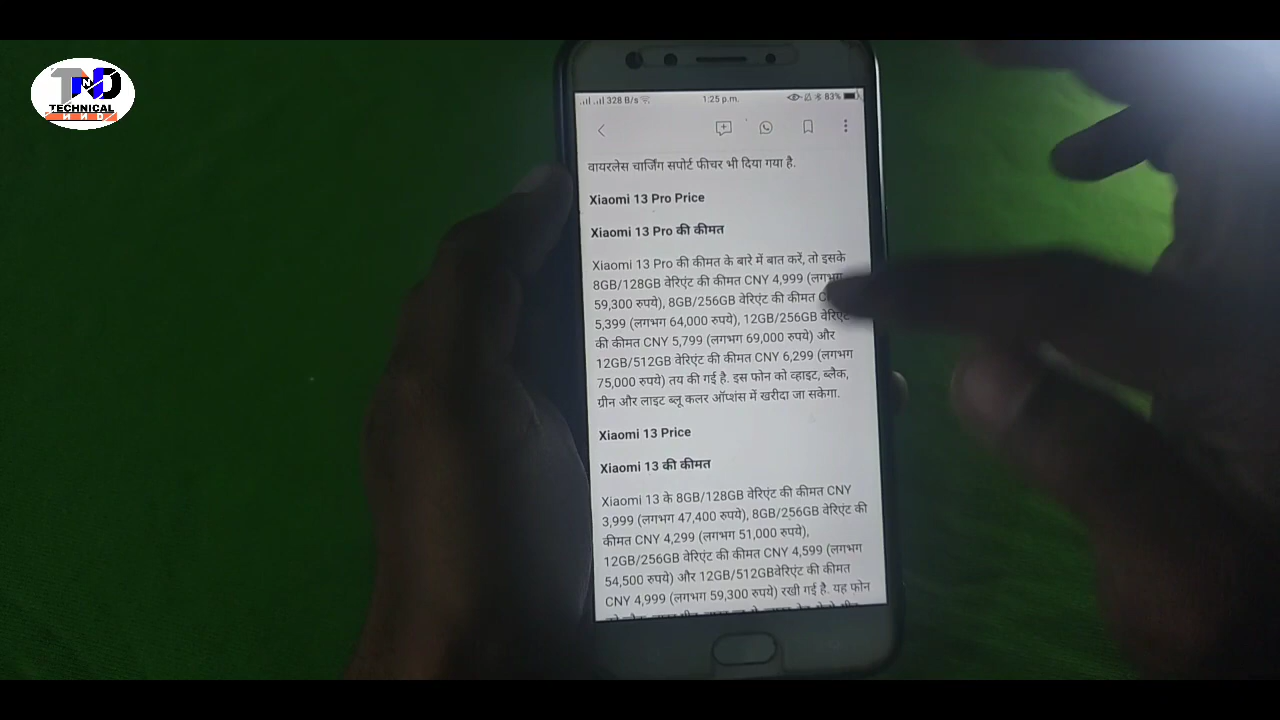 TND
TECHNICAL
328 B/s
1:25 p.m.
83%
वायरलेस चार्जिंग सपोर्ट फीचर भी दिया गया है.
Xiaomi 13 Pro Price
Xiaomi 13 Pro की कीमत
Xiaomi 13 Pro की कीमत के बारे में बात करें, तो इसके
8GB/128GB वेरिएंट की कीमत CNY 4,999 (लगभग
59,300 रुपये), 8GB/256GB वेरिएंट की कीमत
5,399 (लगभग 64,000 रुपये), 12GB/256GB वेरिएंट
की कीमत CNY 5,799 (लगभग 69,000 रुपये) और
12GB/512GB वेरिएंट की कीमत CNY 6,299 (लगभग
75,000 रुपये) तय की गई है. इस फोन को व्हाइट, ब्लैक,
ग्रीन और लाइट ब्लू कलर ऑप्शंस में खरीदा जा सकेगा.
Xiaomi 13 Price
Xiaomi 13 की कीमत
Xiaomi 13 के 8GB/128GB वेरिएंट की कीमत CNY
3,999 (लगभग 47,400 रुपये), 8GB/256GB वेरिएंट की
कीमत CNY 4,299 (लगभग 51,000 रुपये),
12GB/256GB वेरिएंट की कीमत CNY 4,599 (लगभग
54,500 रुपये) और 12GB/512GBवेरिएंट की कीमत
CNY 4,999 (लगभग 59,300 रुपये) रखी गई है. यह फोन